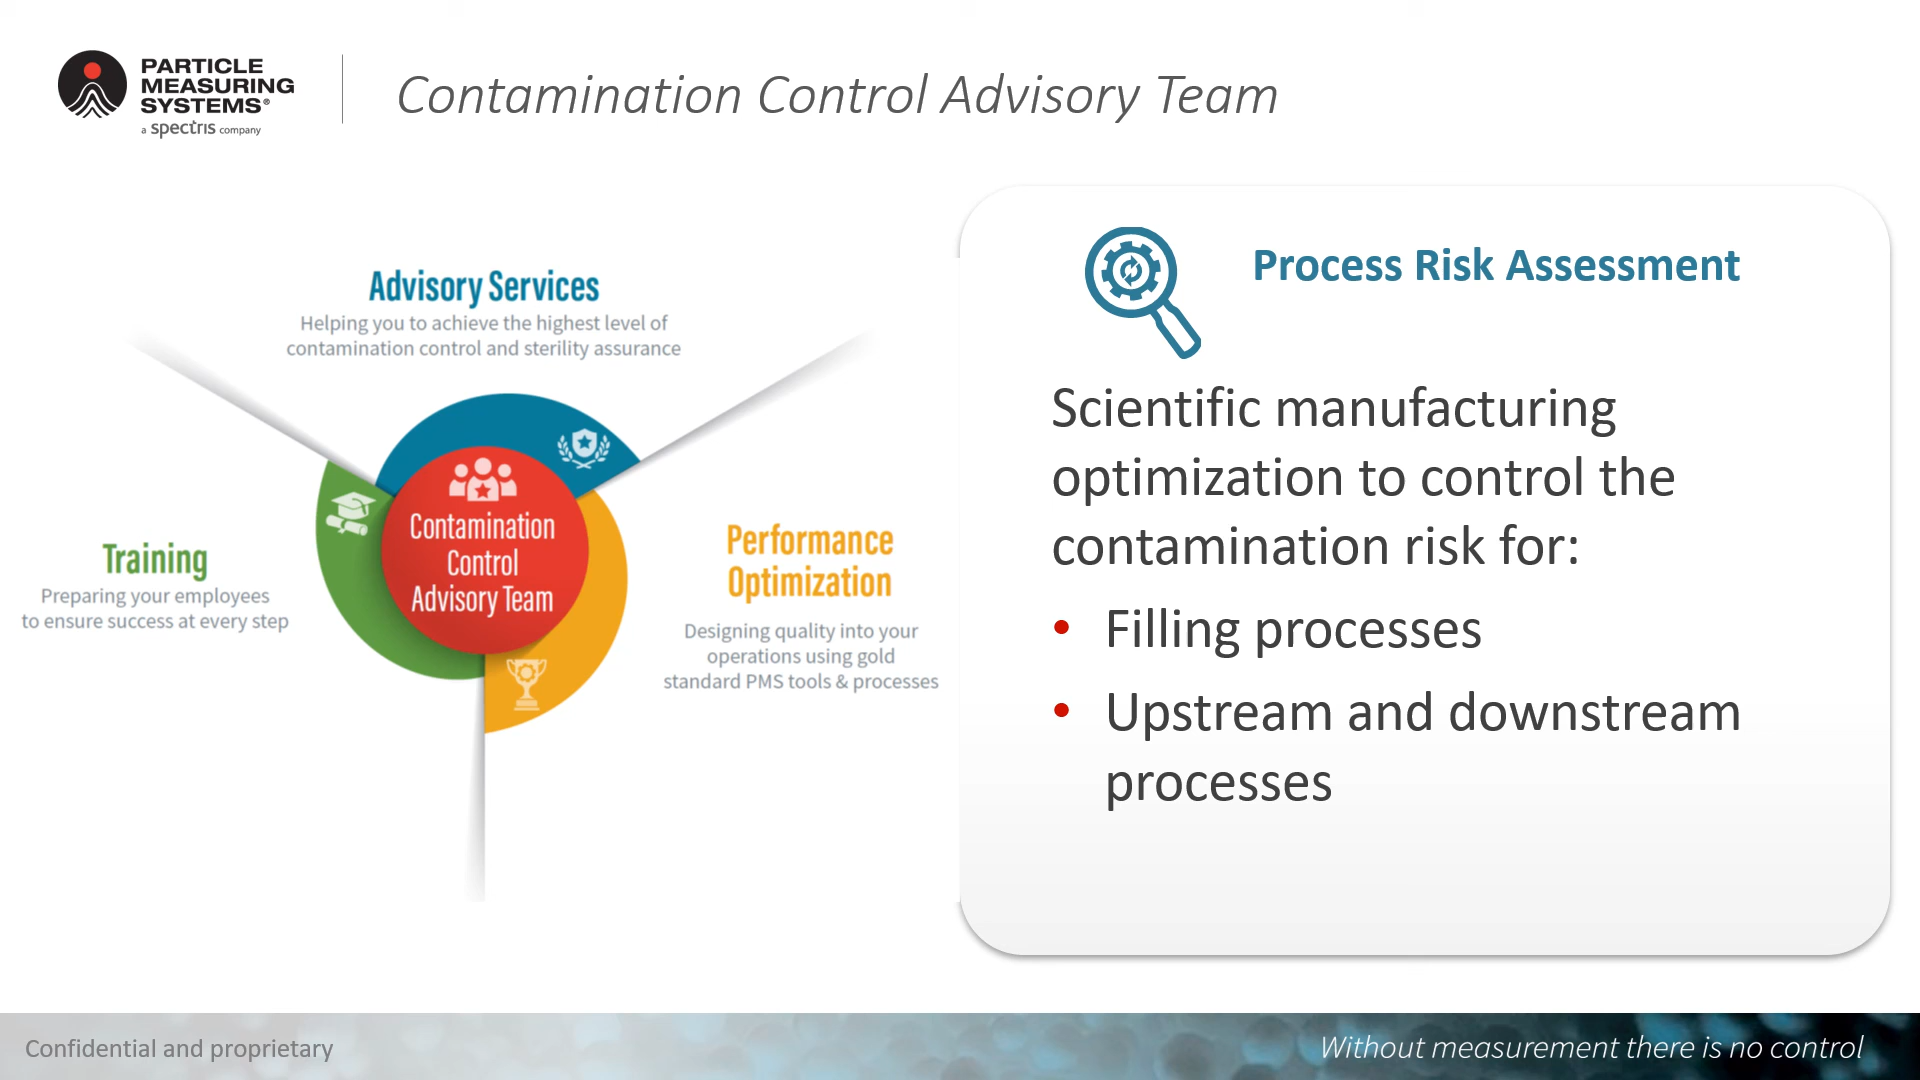 PARTICLE
MEASURING
SYSTEMS®
a spectris company
Contamination Control Advisory Team
Advisory Services
Helping you to achieve the highest level of
contamination control and sterility assurance
Training
Preparing your employees
to ensure success at every step
Contamination
Control
Advisory Team
Performance
Optimization
Designing quality into your
operations using gold
standard PMS tools & processes
Process Risk Assessment
Scientific manufacturing
optimization to control the
contamination risk for:
• Filling processes
• Upstream and downstream
processes
Confidential and proprietary
Without measurement there is no control